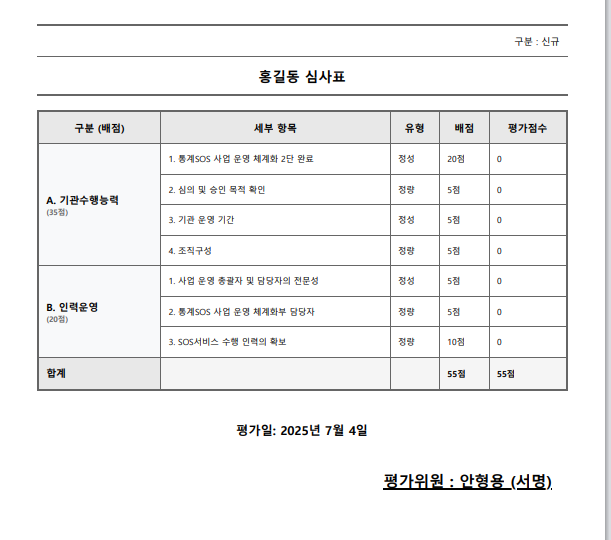 구분 : 신규
홍길동 심사표
구분 (배점) 세부 항목 유형 배점 평가점수
A. 기관수행능력
(35점)
1. 통계SOS 사업 운영 체계화 2단 완료 정성 20점 0
2. 심의 및 승인 목적 확인 정량 5점 0
3. 기관 운영 기간 정성 5점 0
4. 조직구성 정량 5점 0
B. 인력운영
(20점)
1. 사업 운영 총괄자 및 담당자의 전문성 정성 5점 0
2. 통계SOS 사업 운영 체계화부 담당자 정량 5점 0
3. SOS서비스 수행 인력의 확보 정량 10점 0
합계 55점 55점
평가일: 2025년 7월 4일
평가위원 : 안형용 (서명)